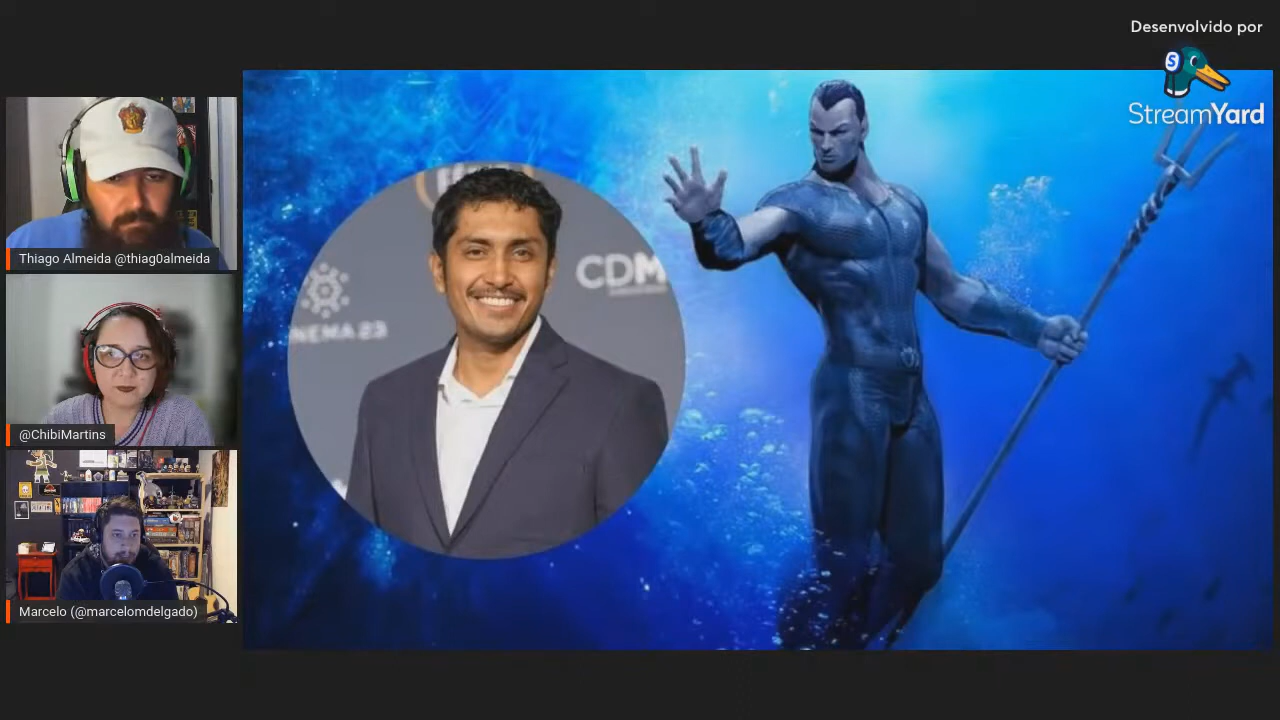 Desenvolvido por
S
StreamYard
Thiago Almeida @thiag0almeida
@ChibiMartins
Marcelo (@marcelomdelgado)
CDM
NEMA 23